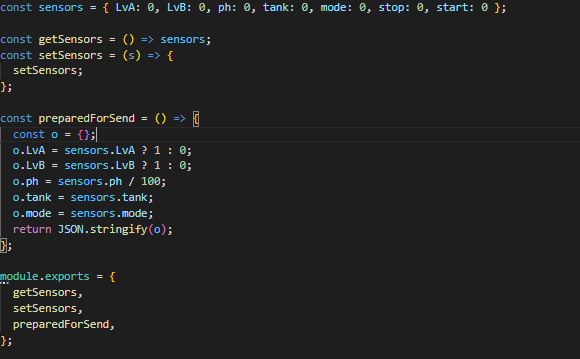 const sensors = { LvA: 0, LvB: 0, ph: 0, tank: 0, mode: 0, stop: 0, start: 0 };

const getSensors = () => sensors;
const setSensors = (s) => {
  setSensors;
};

const preparedForSend = () => {
  const o = {};
  o.LvA = sensors.LvA ? 1 : 0;
  o.LvB = sensors.LvB ? 1 : 0;
  o.ph = sensors.ph / 100;
  o.tank = sensors.tank;
  o.mode = sensors.mode;
  return JSON.stringify(o);
};

module.exports = {
  getSensors,
  setSensors,
  preparedForSend,
};